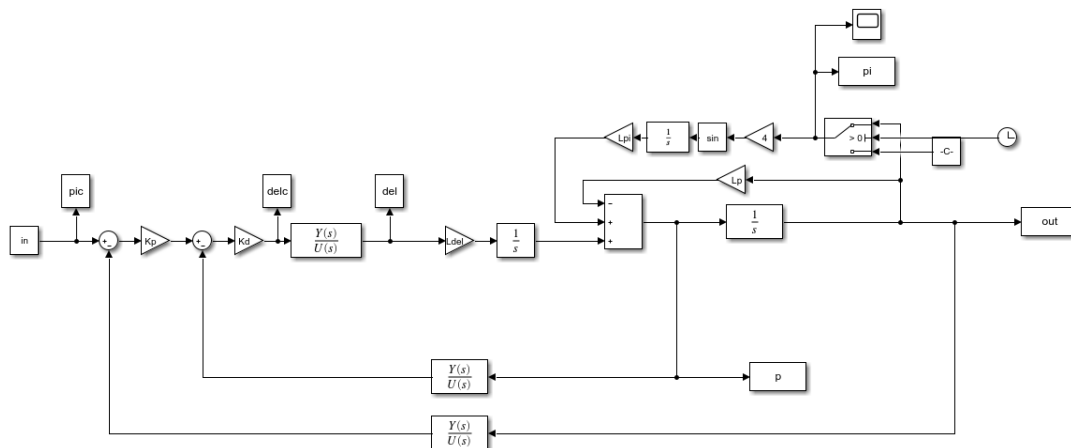 pi
Lpi
1
s
sin
4
> 0
-C-
Lp
pic
delc
del
−
+
+
in
+
−
Kp
+
−
Kd
Y(s)
U(s)
Ldel
1
s
1
s
out
Y(s)
U(s)
p
Y(s)
U(s)